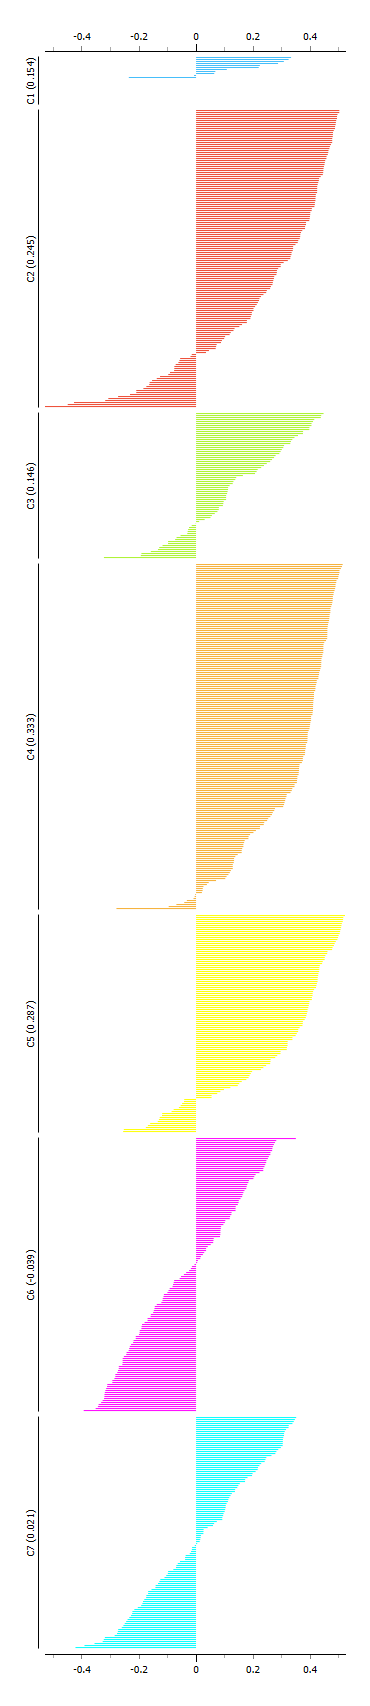 -0.4 -0.2 0 0.2 0.4
C1 (0.154)
C2 (0.245)
C3 (0.146)
C4 (0.333)
C5 (0.287)
C6 (-0.039)
C7 (0.021)
-0.4 -0.2 0 0.2 0.4